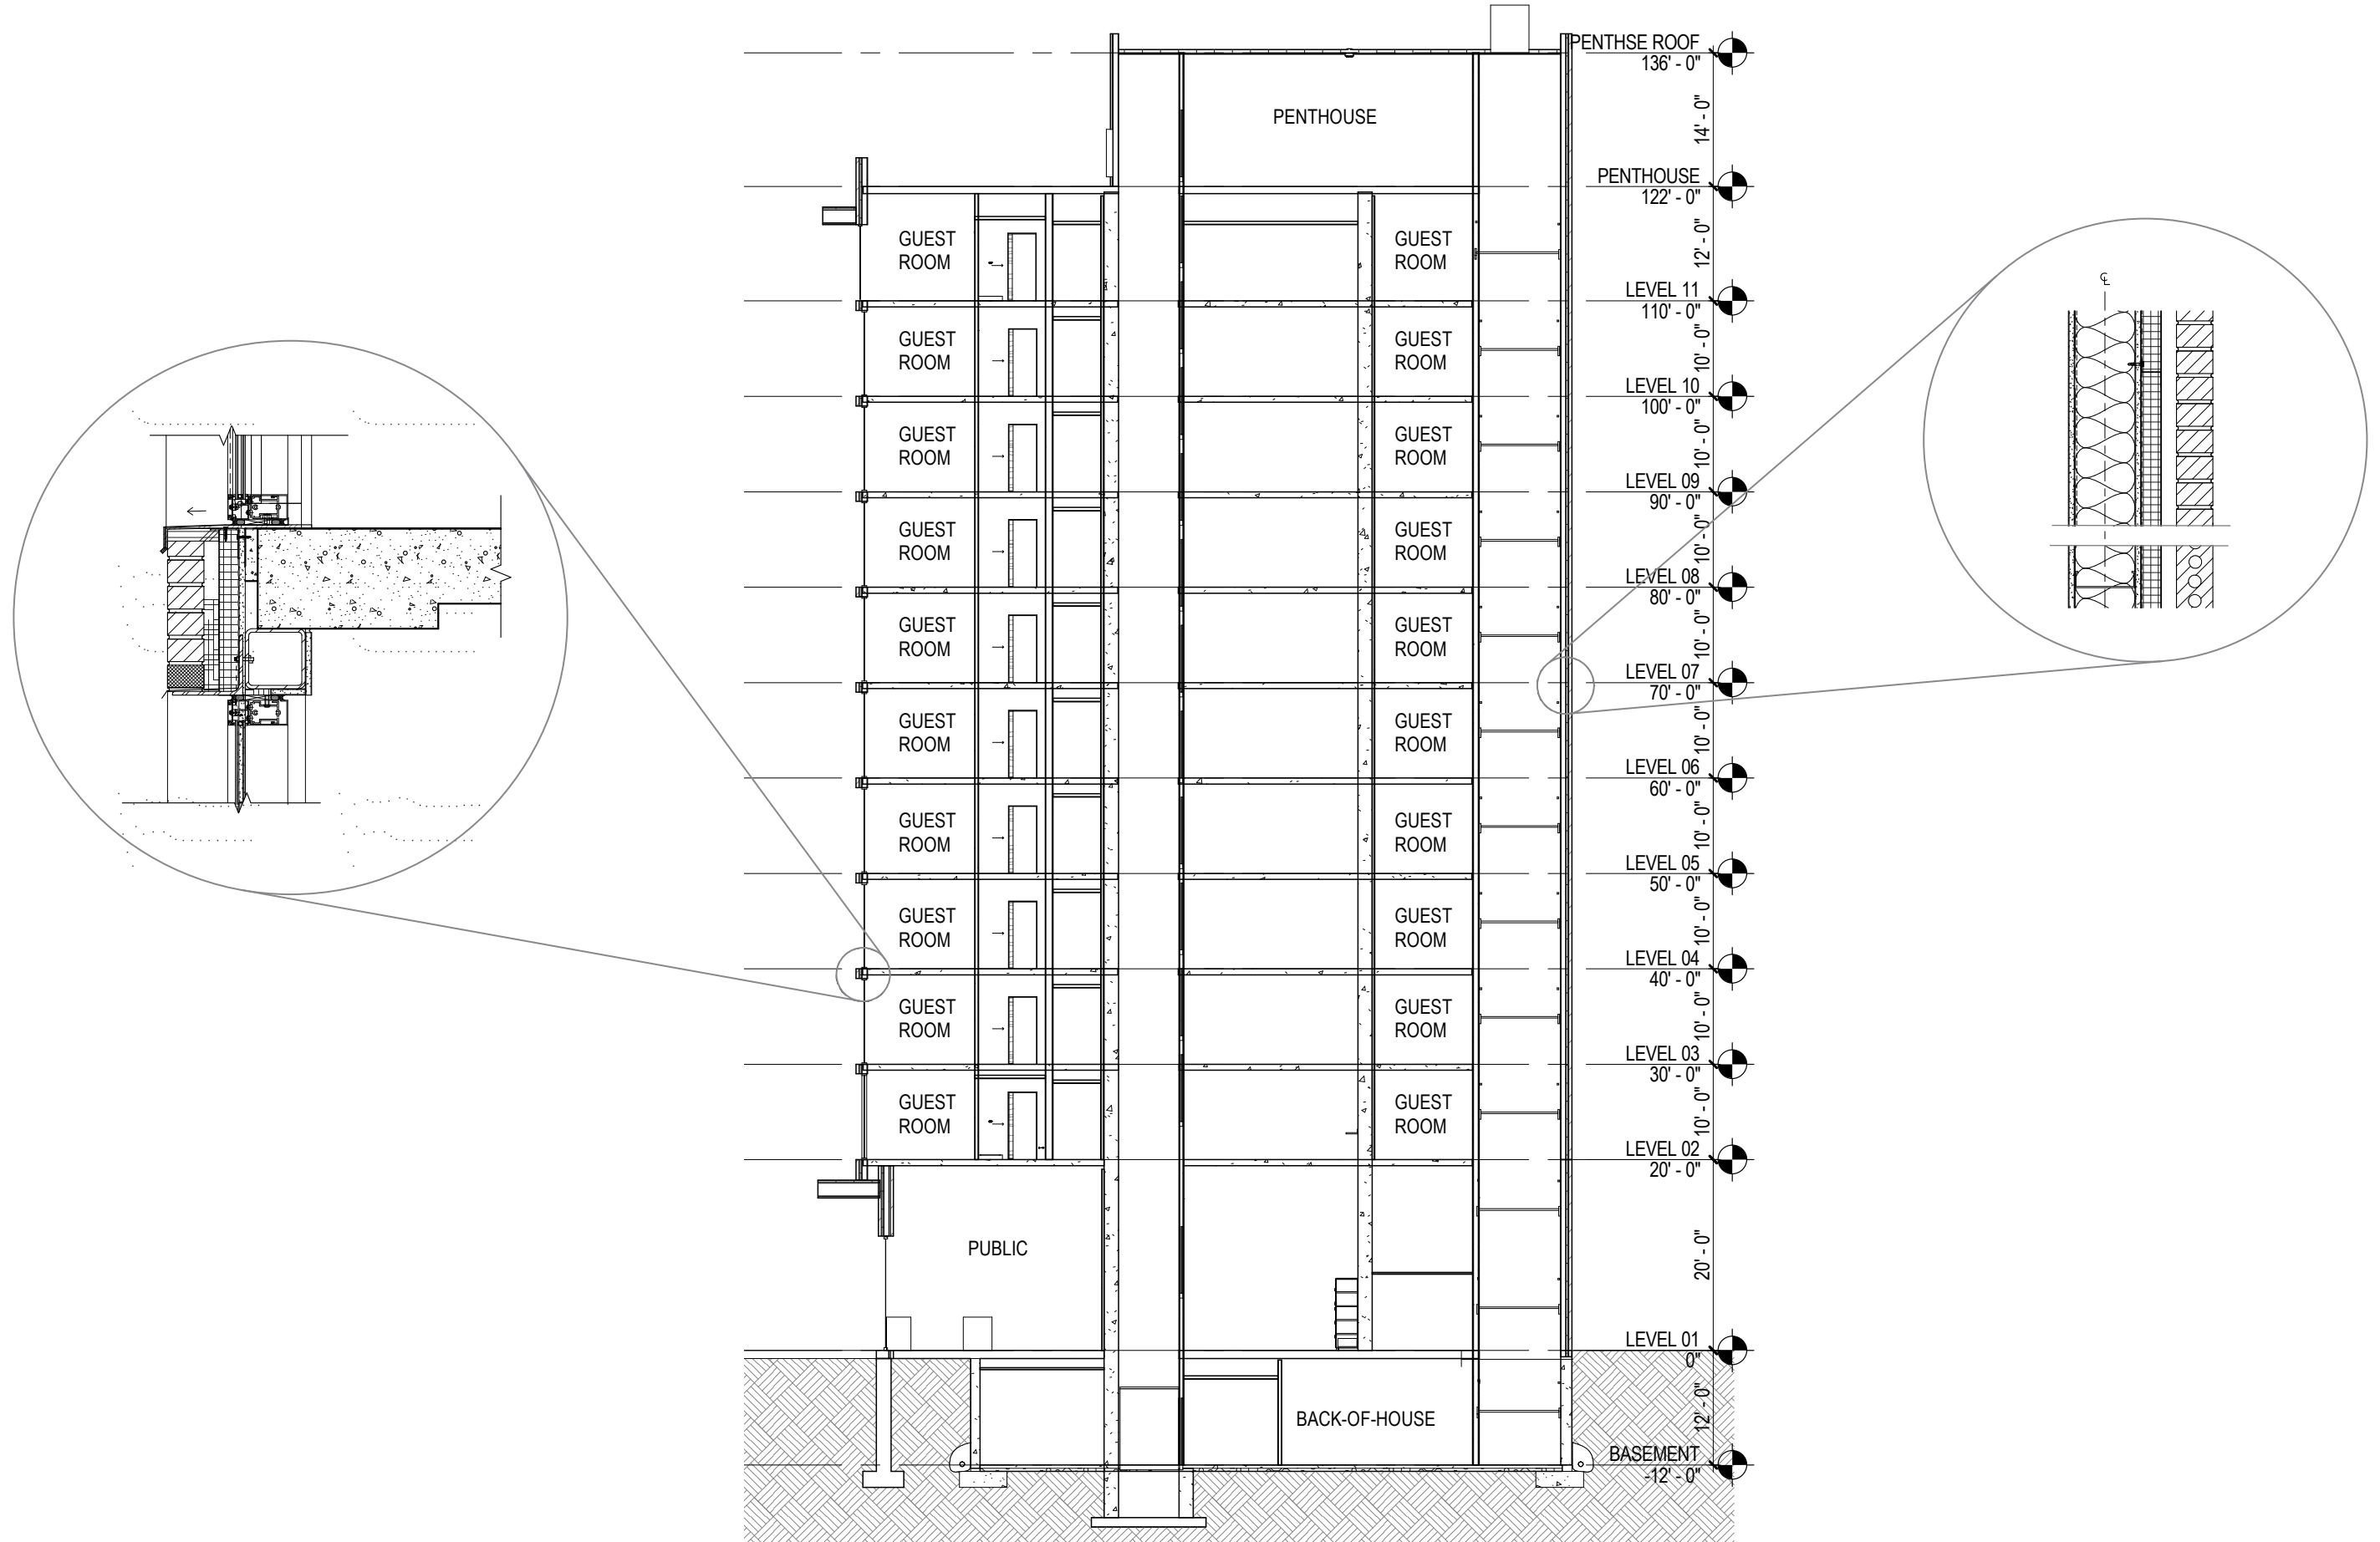 PENTHSE ROOF
136' - 0"
14' - 0"
PENTHOUSE
PENTHOUSE
122' - 0"
12' - 0"
GUEST
ROOM
GUEST
ROOM
LEVEL 11
110' - 0"
10' - 0"
GUEST
ROOM
GUEST
ROOM
LEVEL 10
100' - 0"
10' - 0"
GUEST
ROOM
GUEST
ROOM
LEVEL 09
90' - 0"
10' - 0"
GUEST
ROOM
GUEST
ROOM
LEVEL 08
80' - 0"
10' - 0"
GUEST
ROOM
GUEST
ROOM
LEVEL 07
70' - 0"
10' - 0"
GUEST
ROOM
GUEST
ROOM
LEVEL 06
60' - 0"
10' - 0"
GUEST
ROOM
GUEST
ROOM
LEVEL 05
50' - 0"
10' - 0"
GUEST
ROOM
GUEST
ROOM
LEVEL 04
40' - 0"
10' - 0"
GUEST
ROOM
GUEST
ROOM
LEVEL 03
30' - 0"
10' - 0"
GUEST
ROOM
GUEST
ROOM
LEVEL 02
20' - 0"
20' - 0"
PUBLIC
LEVEL 01
0"
12' - 0"
BACK-OF-HOUSE
BASEMENT
-12' - 0"
℄